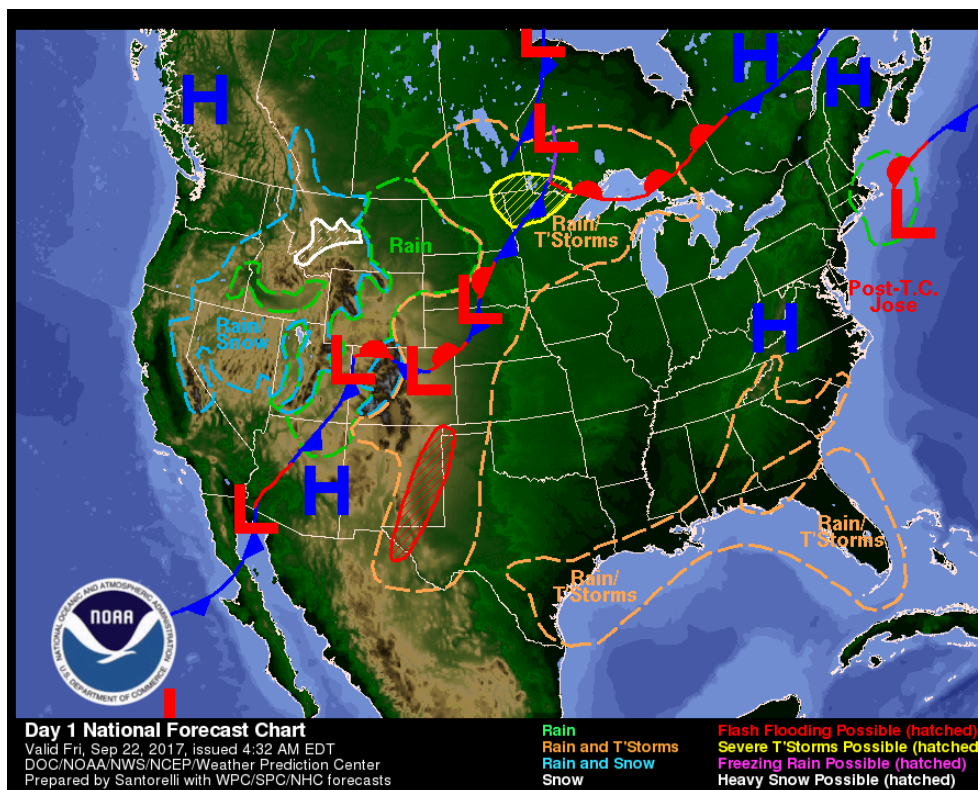 H
L
H
H
L
Rain
Rain/
T'Storms
L
Post-T.C.
Jose
Rain/
Snow
L
H
L
L
H
L
Rain/
T'Storms
Rain/
T'Storms
NATIONAL OCEANIC AND ATMOSPHERIC ADMINISTRATION
NOAA
U.S. DEPARTMENT OF COMMERCE
Day 1 National Forecast Chart
Valid Fri, Sep 22, 2017, issued 4:32 AM EDT
DOC/NOAA/NWS/NCEP/Weather Prediction Center
Prepared by Santorelli with WPC/SPC/NHC forecasts
Rain
Rain and T'Storms
Rain and Snow
Snow
Flash Flooding Possible (hatched)
Severe T'Storms Possible (hatched
Freezing Rain Possible (hatched)
Heavy Snow Possible (hatched)